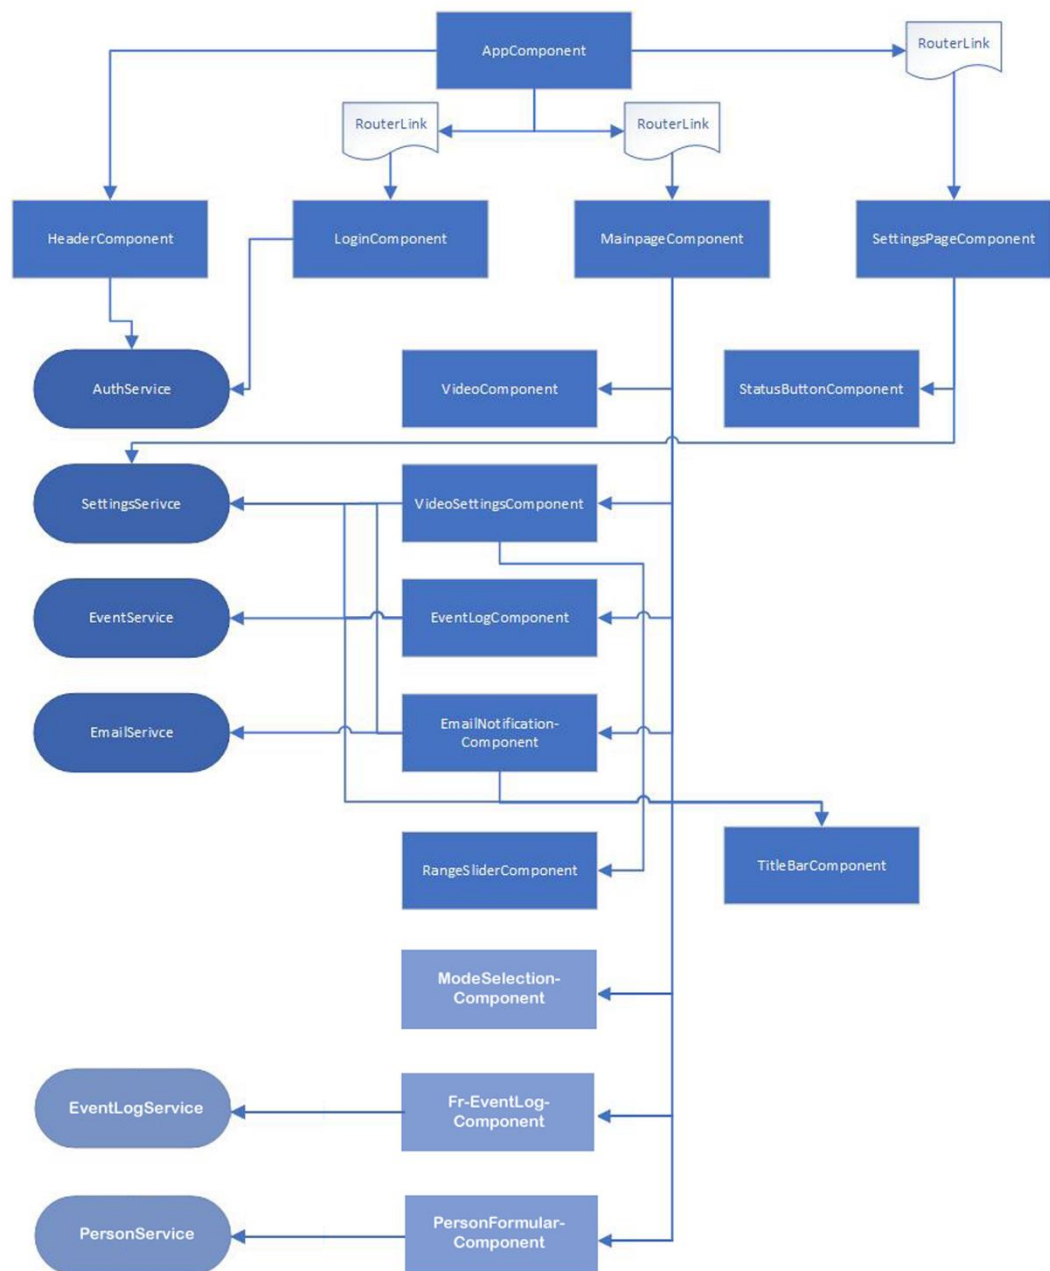 AppComponent
RouterLink
RouterLink
RouterLink
HeaderComponent
LoginComponent
MainpageComponent
SettingsPageComponent
AuthService
VideoComponent
StatusButtonComponent
SettingsSerivce
VideoSettingsComponent
EventService
EventLogComponent
EmailSerivce
EmailNotification-
Component
RangeSliderComponent
TitleBarComponent
ModeSelection-
Component
EventLogService
Fr-EventLog-
Component
PersonService
PersonFormular-
Component